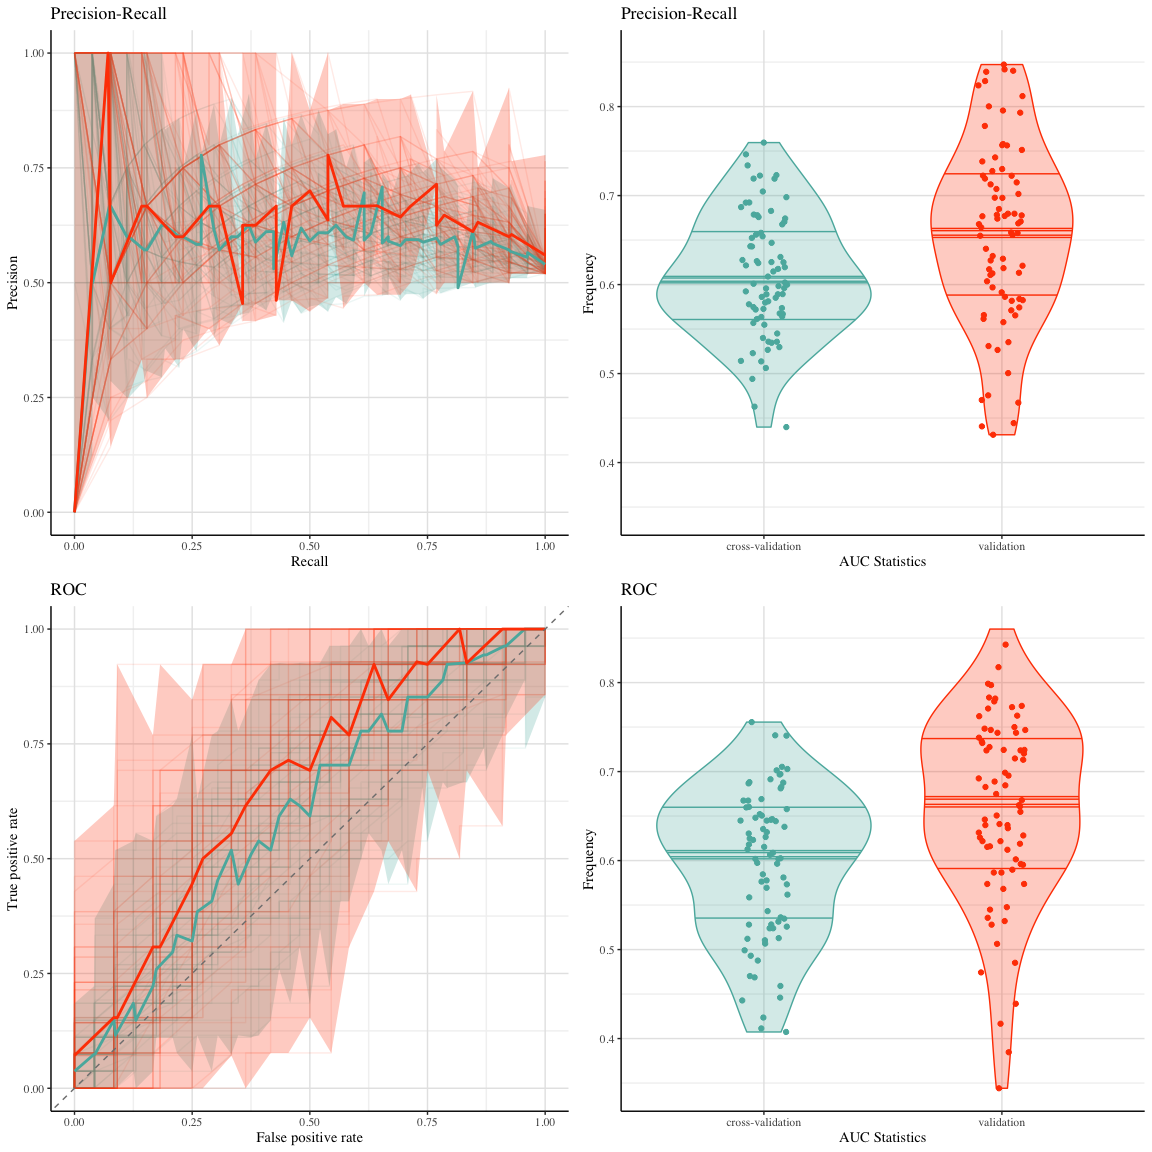 Precision-Recall
Precision
1.00
0.75
0.50
0.25
0.00
0.00 0.25 0.50 0.75 1.00
Recall
Precision-Recall
Frequency
0.8
0.7
0.6
0.5
0.4
cross-validation validation
AUC Statistics
ROC
True positive rate
1.00
0.75
0.50
0.25
0.00
0.00 0.25 0.50 0.75 1.00
False positive rate
ROC
Frequency
0.8
0.7
0.6
0.5
0.4
cross-validation validation
AUC Statistics